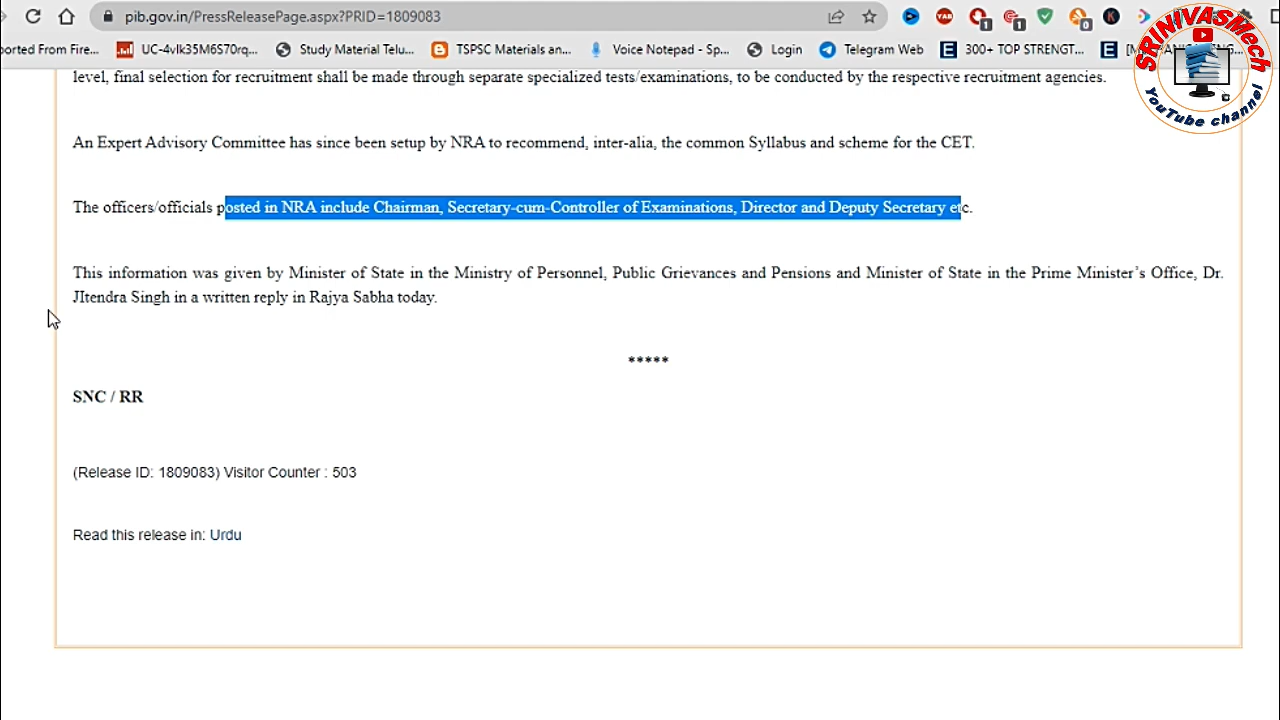 pib.gov.in/PressReleasePage.aspx?PRID=1809083
ported From Fire... UC-4vIk35M6S70rq... Study Material Telu... TSPSC Materials an... Voice Notepad - Sp... Login Telegram Web 300+ TOP STRENGT...
SRINIVASMech
YouTube channel
level, final selection for recruitment shall be made through separate specialized tests/examinations, to be conducted by the respective recruitment agencies.
An Expert Advisory Committee has since been setup by NRA to recommend, inter-alia, the common Syllabus and scheme for the CET.
The officers/officials posted in NRA include Chairman, Secretary-cum-Controller of Examinations, Director and Deputy Secretary etc.
This information was given by Minister of State in the Ministry of Personnel, Public Grievances and Pensions and Minister of State in the Prime Minister's Office, Dr.
JItendra Singh in a written reply in Rajya Sabha today.
*****
SNC / RR
(Release ID: 1809083) Visitor Counter : 503
Read this release in: Urdu